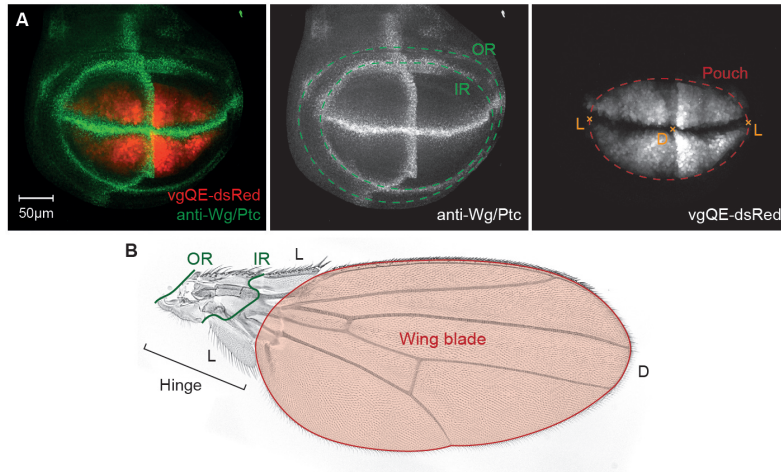 A
OR
IR
Pouch
L
D
L
vgQE-dsRed
anti-Wg/Ptc
50µm
anti-Wg/Ptc
vgQE-dsRed
B
OR
IR
L
Wing blade
L
D
Hinge